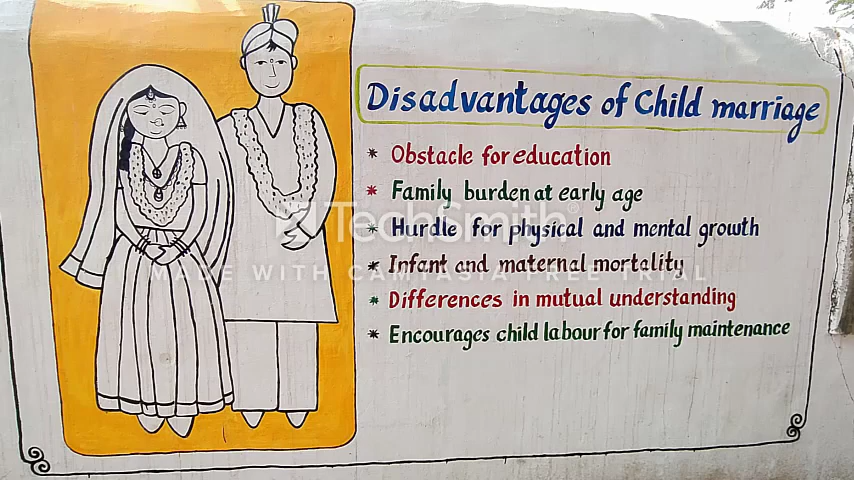 Disadvantages of Child marriage
* Obstacle for education
* Family burden at early age
* Hurdle for physical and mental growth
* Infant and maternal mortality
* Differences in mutual understanding
* Encourages child labour for family maintenance
TechSmith®
MADE WITH CAMTASIA FREE TRIAL